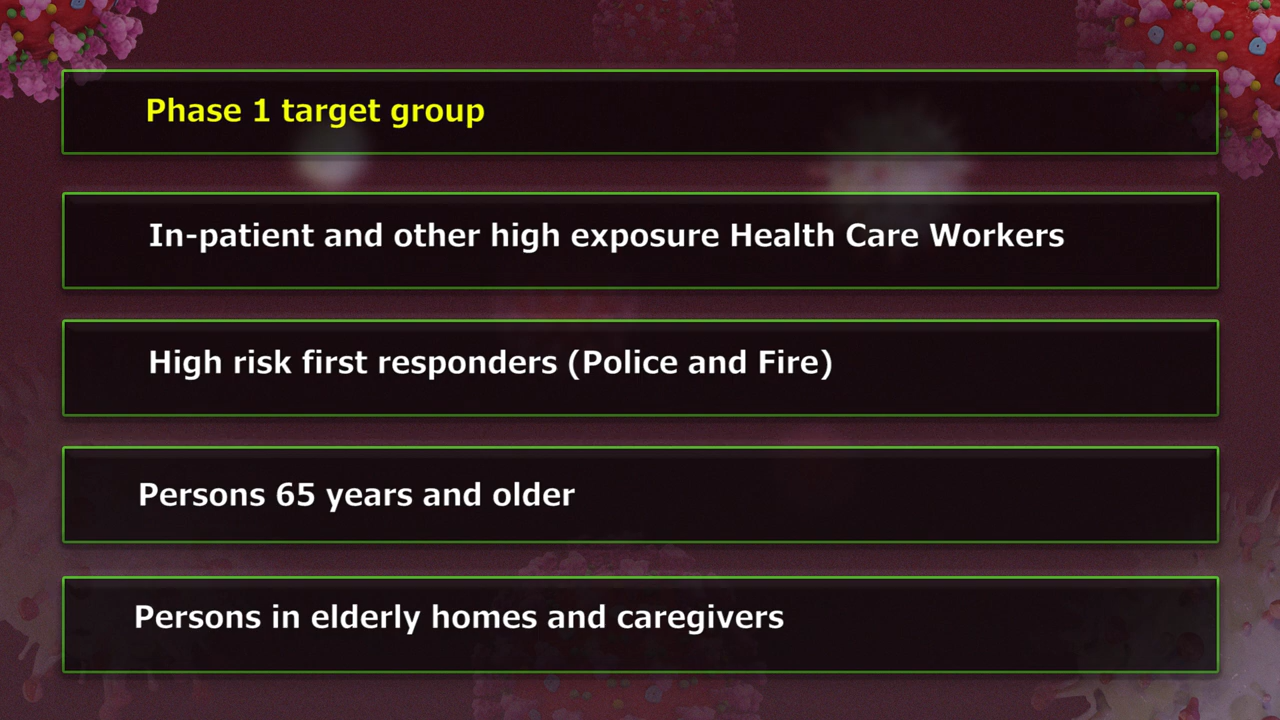 Phase 1 target group
In-patient and other high exposure Health Care Workers
High risk first responders (Police and Fire)
Persons 65 years and older
Persons in elderly homes and caregivers